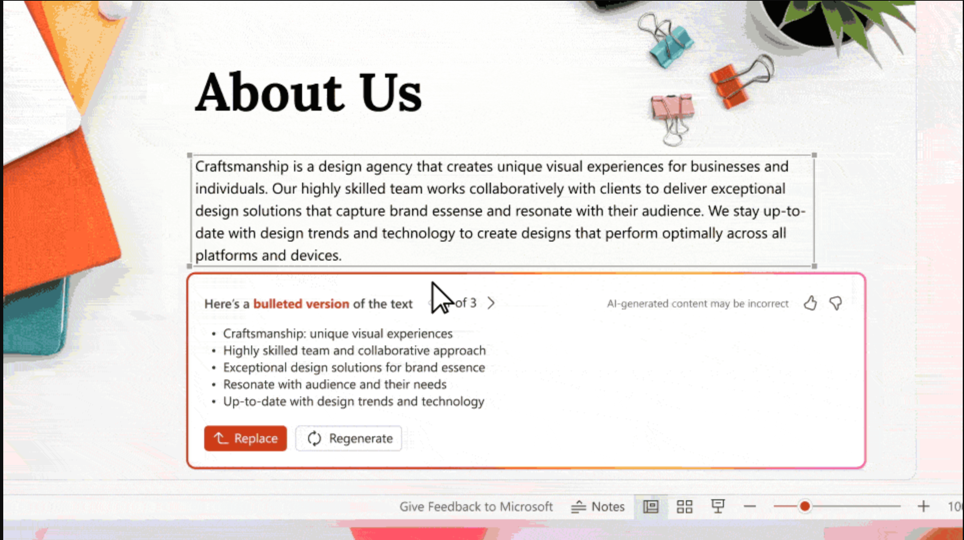 About Us
Craftsmanship is a design agency that creates unique visual experiences for businesses and
individuals. Our highly skilled team works collaboratively with clients to deliver exceptional
design solutions that capture brand essense and resonate with their audience. We stay up-to-
date with design trends and technology to create designs that perform optimally across all
platforms and devices.
Here's a bulleted version of the text of 3 AI-generated content may be incorrect
• Craftsmanship: unique visual experiences
• Highly skilled team and collaborative approach
• Exceptional design solutions for brand essence
• Resonate with audience and their needs
• Up-to-date with design trends and technology
Replace Regenerate
Give Feedback to Microsoft Notes